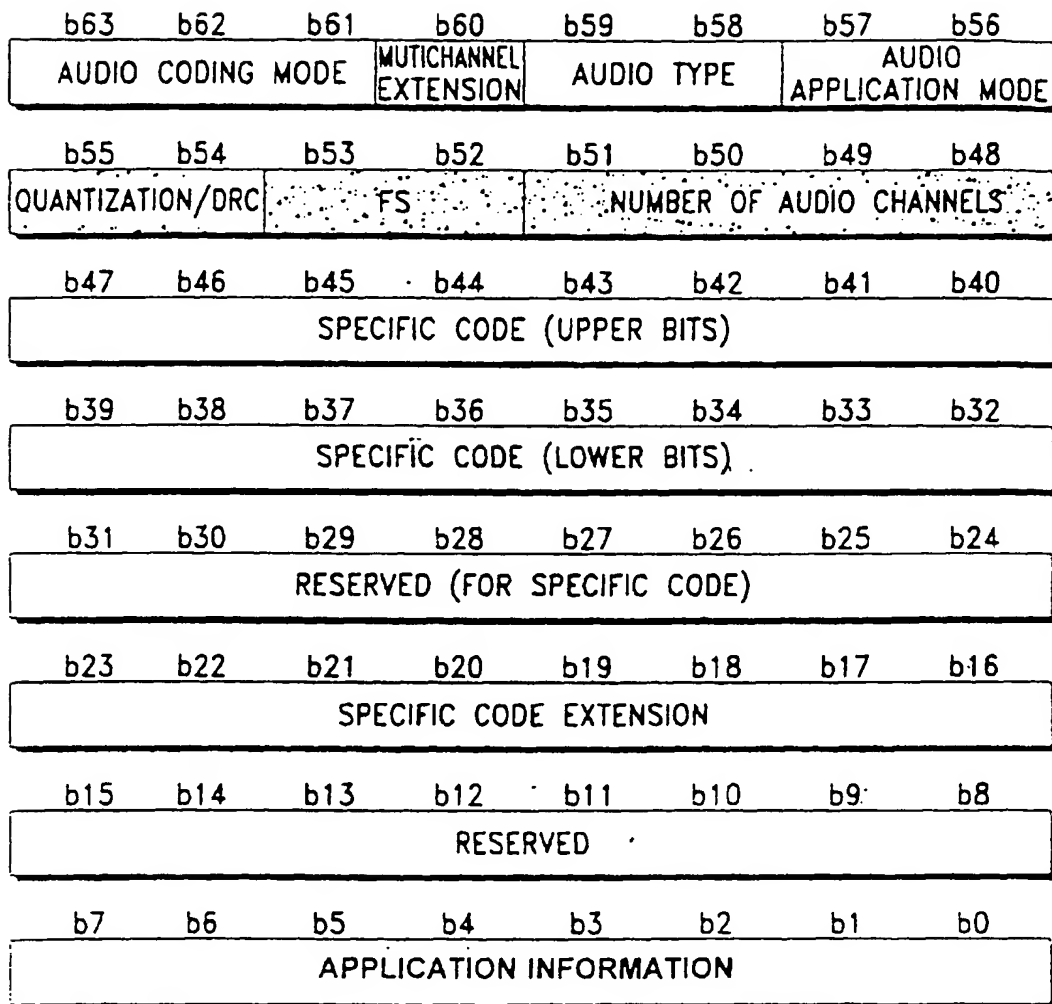 b63 b62 b61 b60 b59 b58 b57 b56
AUDIO CODING MODE
MUTICHANNEL
EXTENSION
AUDIO TYPE
AUDIO
APPLICATION MODE
b55 b54 b53 b52 b51 b50 b49 b48
QUANTIZATION/DRC FS NUMBER OF AUDIO CHANNELS
b47 b46 b45 b44 b43 b42 b41 b40
SPECIFIC CODE (UPPER BITS)
b39 b38 b37 b36 b35 b34 b33 b32
SPECIFIC CODE (LOWER BITS)
b31 b30 b29 b28 b27 b26 b25 b24
RESERVED (FOR SPECIFIC CODE)
b23 b22 b21 b20 b19 b18 b17 b16
SPECIFIC CODE EXTENSION
b15 b14 b13 b12 b11 b10 b9 b8
RESERVED
b7 b6 b5 b4 b3 b2 b1 b0
APPLICATION INFORMATION